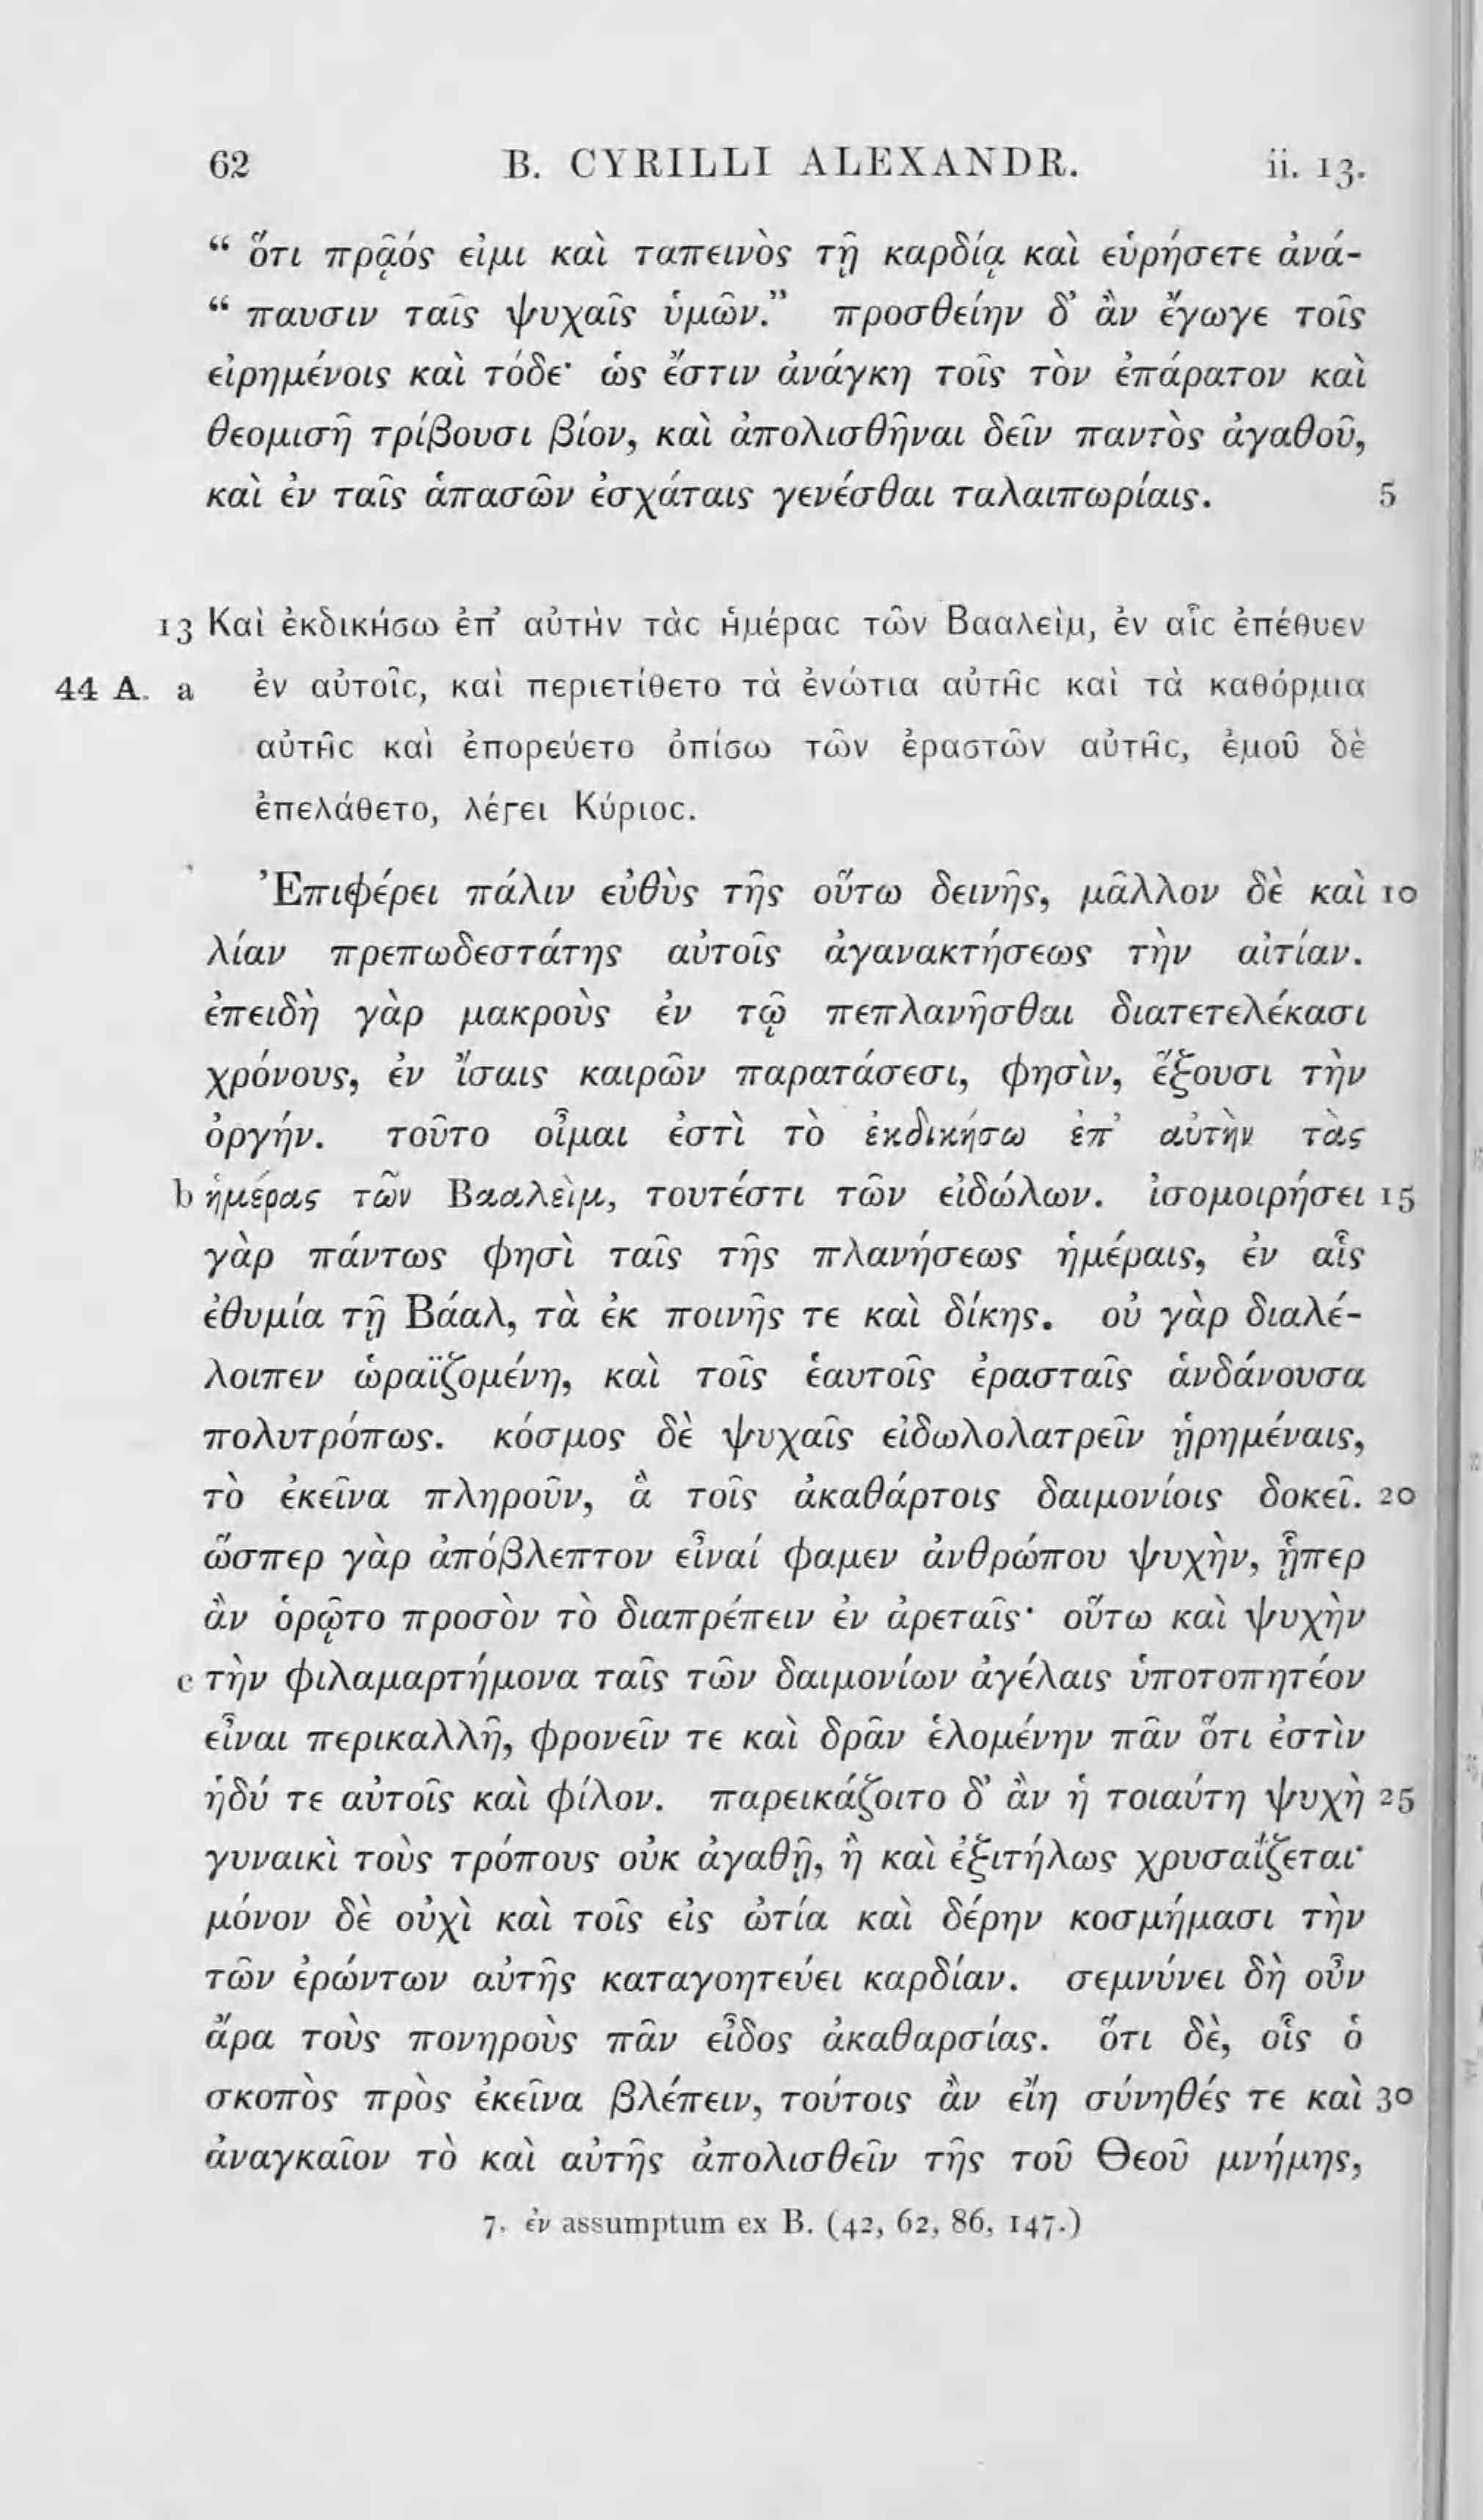 62 B. CYRILLI ALEXANDR. ii. 13.
“ ὅτι πρᾷός εἰμι καὶ ταπεινὸς τῇ καρδίᾳ καὶ εὑρήσετε ἀνά-
“ παυσιν ταῖς ψυχαῖς ὑμῶν.” προσθείην δ’ ἂν ἔγωγε τοῖς
εἰρημένοις καὶ τόδε· ὡς ἔστιν ἀνάγκη τοῖς τὸν ἐπάρατον καὶ
θεομισῆ τρίβουσι βίον, καὶ ἀπολισθῆναι δεῖν παντὸς ἀγαθοῦ,
καὶ ἐν ταῖς ἁπασῶν ἐσχάταις γενέσθαι ταλαιπωρίαις. 5
13 Καὶ ἐκδικήσω ἐπ’ αὐτὴν τὰς ἡμέρας τῶν Βααλεὶμ, ἐν αἷς ἐπέθυεν
44 A. a ἐν αὐτοῖς, καὶ περιετίθετο τὰ ἐνώτια αὐτῆς καὶ τὰ καθόρμια
αὐτῆς καὶ ἐπορεύετο ὀπίσω τῶν ἐραστῶν αὐτῆς, ἐμοῦ δὲ
ἐπελάθετο, λέγει Κύριος.
Ἐπιφέρει πάλιν εὐθὺς τῆς οὕτω δεινῆς, μᾶλλον δὲ καὶ 10
λίαν πρεπωδεστάτης αὐτοῖς ἀγανακτήσεως τὴν αἰτίαν.
ἐπειδὴ γὰρ μακροὺς ἐν τῷ πεπλανῆσθαι διατετελέκασι
χρόνους, ἐν ἴσαις καιρῶν παρατάσεσι, φησὶν, ἕξουσι τὴν
ὀργήν. τοῦτο οἶμαι ἐστὶ τὸ ἐκδικήσω ἐπ’ αὐτὴν τὰς
b ἡμέρας τῶν Βααλεὶμ, τουτέστι τῶν εἰδώλων. ἰσομοιρήσει 15
γὰρ πάντως φησὶ ταῖς τῆς πλανήσεως ἡμέραις, ἐν αἷς
ἐθυμία τῇ Βάαλ, τὰ ἐκ ποινῆς τε καὶ δίκης. οὐ γὰρ διαλέ-
λοιπεν ὡραϊζομένη, καὶ τοῖς ἑαυτοῖς ἐρασταῖς ἁνδάνουσα
πολυτρόπως. κόσμος δὲ ψυχαῖς εἰδωλολατρεῖν ᾑρημέναις,
τὸ ἐκεῖνα πληροῦν, ἃ τοῖς ἀκαθάρτοις δαιμονίοις δοκεῖ. 20
ὥσπερ γὰρ ἀπόβλεπτον εἶναί φαμεν ἀνθρώπου ψυχὴν, ᾗπερ
ἂν ὁρῷτο προσὸν τὸ διαπρέπειν ἐν ἀρεταῖς· οὕτω καὶ ψυχὴν
c τὴν φιλαμαρτήμονα ταῖς τῶν δαιμονίων ἀγέλαις ὑποτοπητέον
εἶναι περικαλλῆ, φρονεῖν τε καὶ δρᾶν ἑλομένην πᾶν ὅτι ἐστὶν
ἡδύ τε αὐτοῖς καὶ φίλον. παρεικάζοιτο δ’ ἂν ἡ τοιαύτη ψυχὴ 25
γυναικὶ τοὺς τρόπους οὐκ ἀγαθῇ, ἣ καὶ ἐξιτήλως χρυσαΐζεται·
μόνον δὲ οὐχὶ καὶ τοῖς εἰς ὠτία καὶ δέρην κοσμήμασι τὴν
τῶν ἐρώντων αὐτῆς καταγοητεύει καρδίαν. σεμνύνει δὴ οὖν
ἄρα τοὺς πονηροὺς πᾶν εἶδος ἀκαθαρσίας. ὅτι δὲ, οἷς ὁ
σκοπὸς πρὸς ἐκεῖνα βλέπειν, τούτοις ἂν εἴη σύνηθές τε καὶ 30
ἀναγκαῖον τὸ καὶ αὐτῆς ἀπολισθεῖν τῆς τοῦ Θεοῦ μνήμης,
7. ἐν assumptum ex B. (42, 62, 86, 147.)